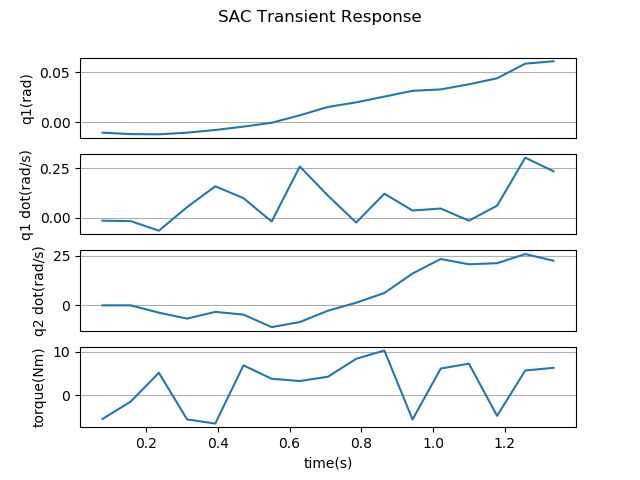 SAC Transient Response
q1(rad)
0.05
0.00
q1 dot(rad/s)
0.25
0.00
q2 dot(rad/s)
25
0
torque(Nm)
10
0
0.2 0.4 0.6 0.8 1.0 1.2
time(s)